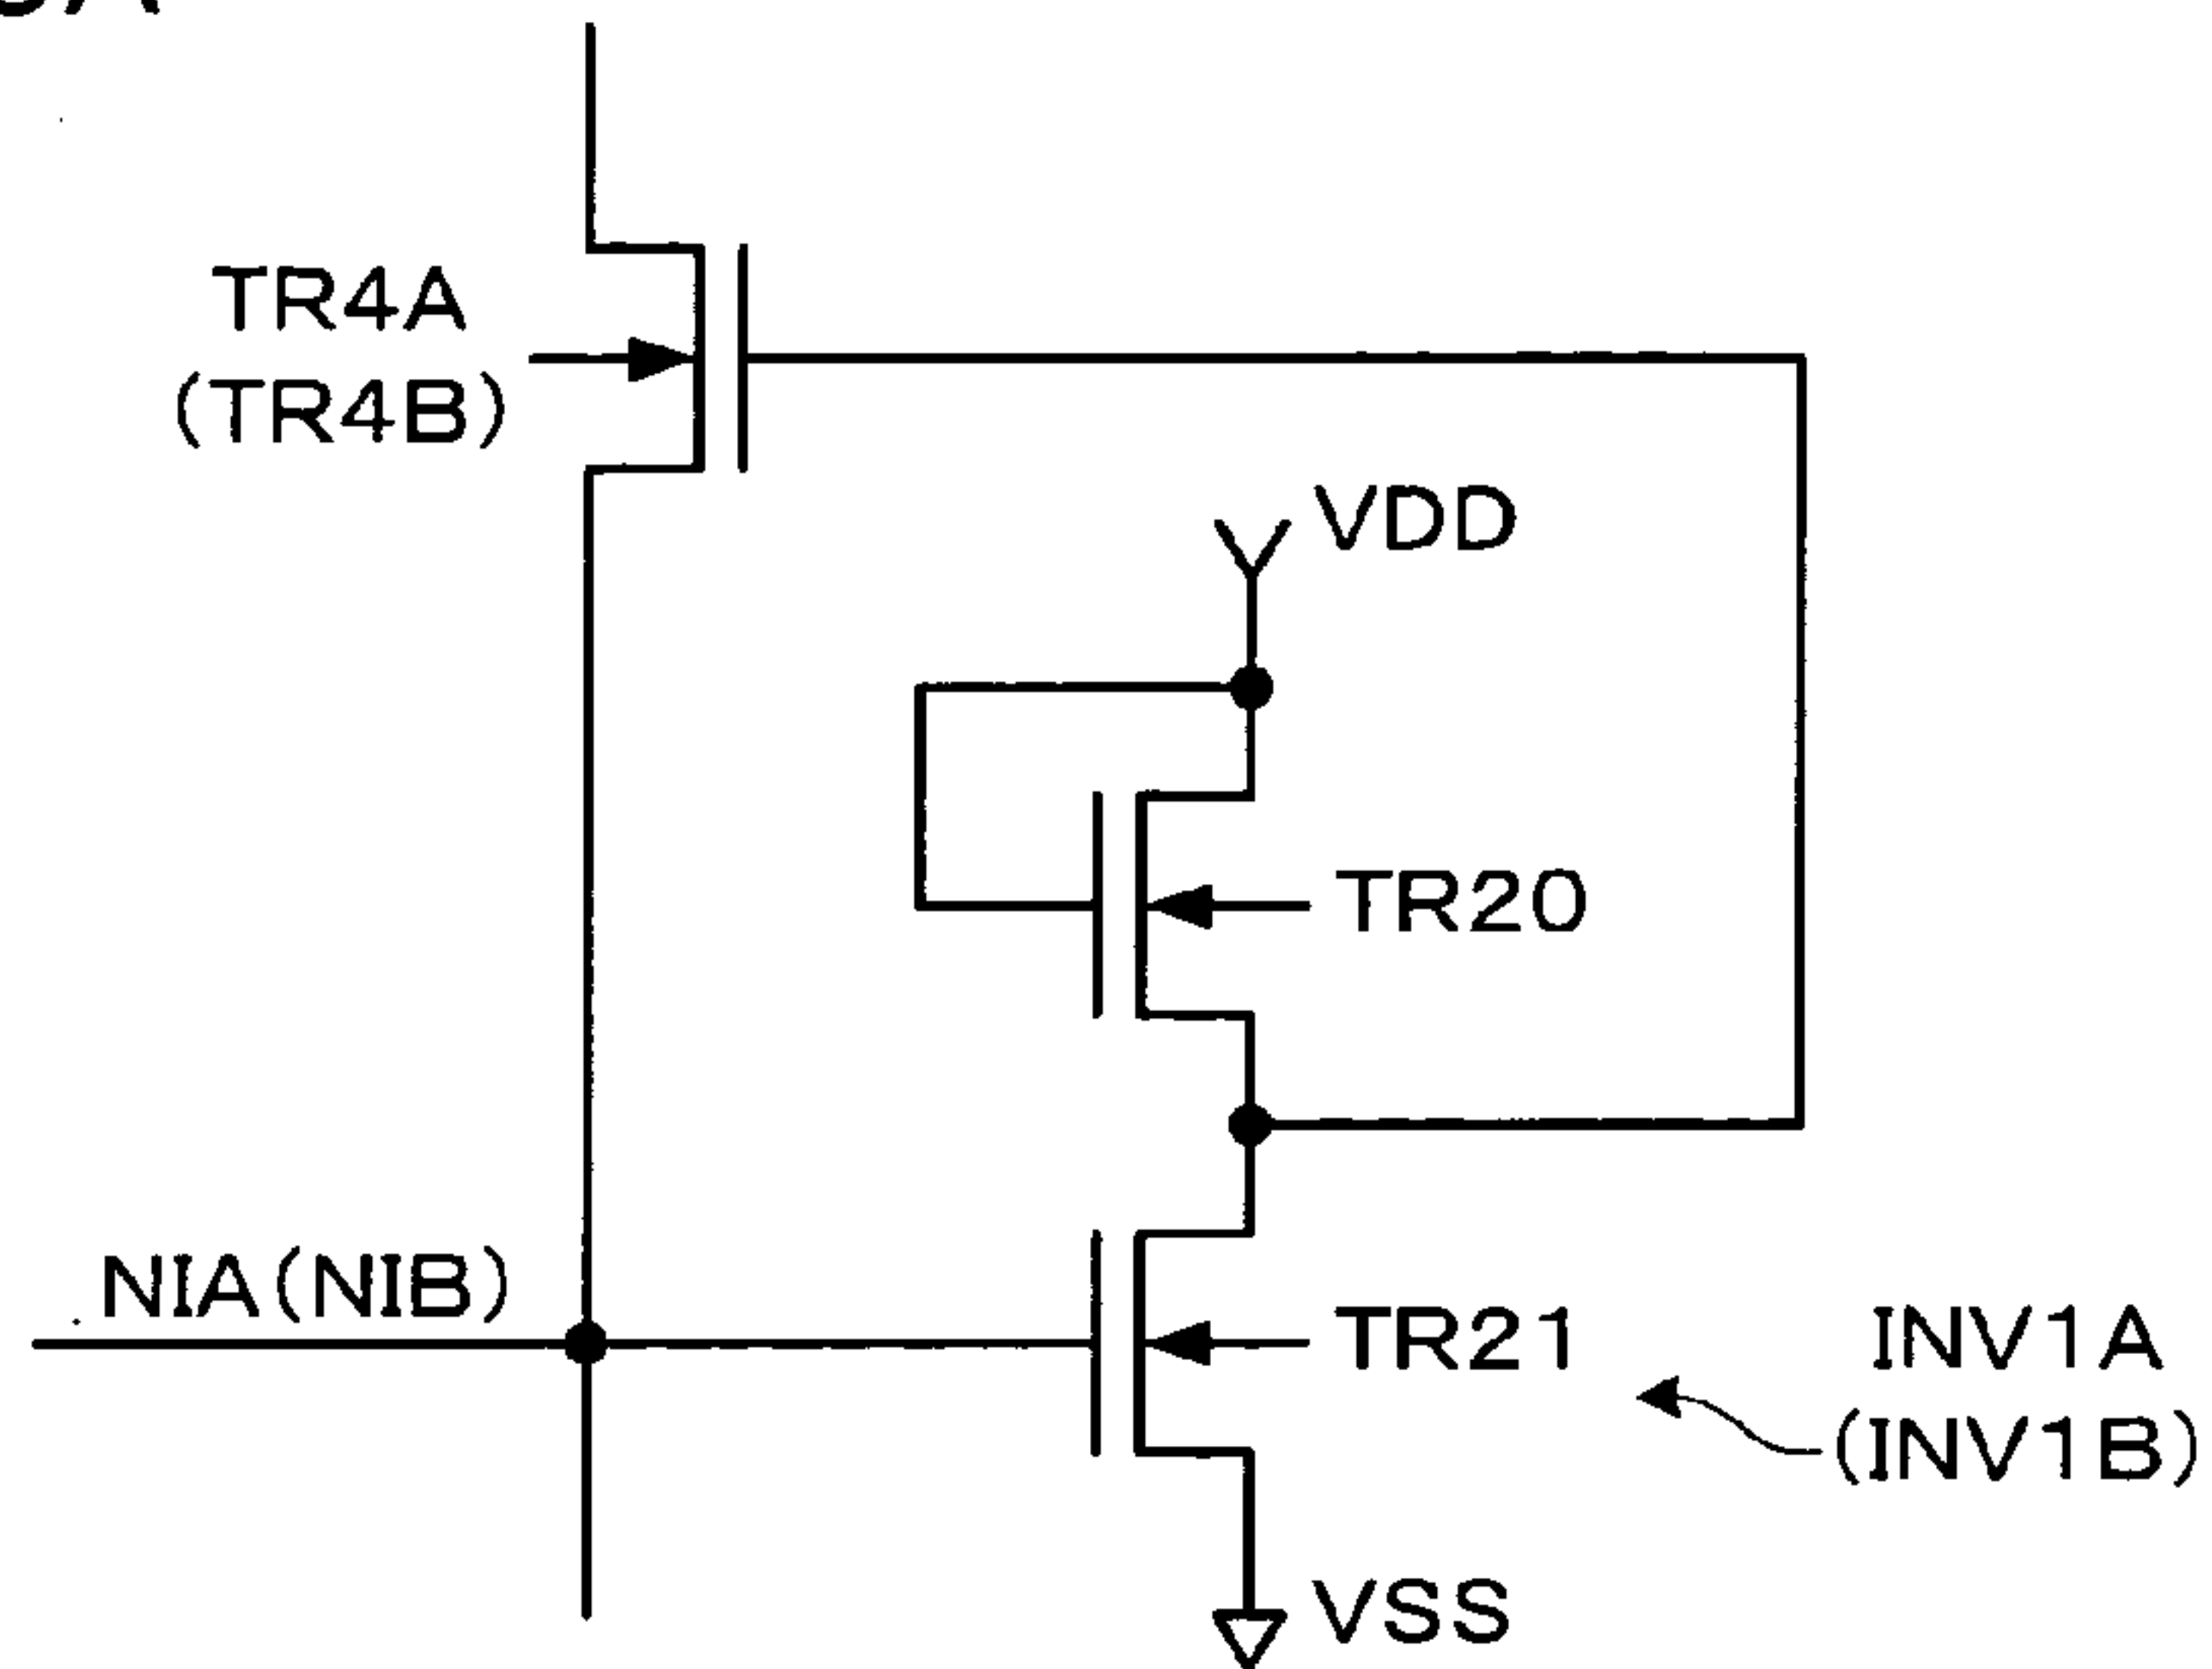 TR4A
(TR4B)
VDD
TR20
NIA(NIB)
TR21
INV1A
(INV1B)
VSS